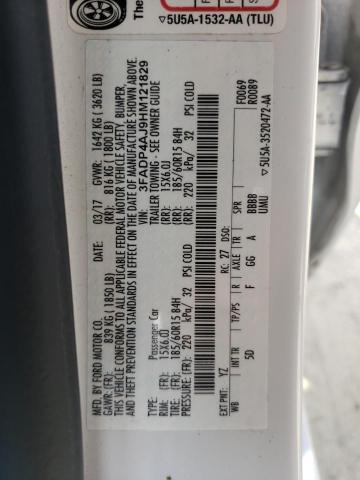 ▽5U5A-1532-AA (TLU)
MFD. BY FORD MOTOR CO.
DATE: 03/17 GVWR: 1642 KG ( 3620 LB)
GAWR: (FR): 839 KG ( 1850 LB) RR: 816 KG ( 1800 LB)
THIS VEHICLE CONFORMS TO ALL APPLICABLE FEDERAL MOTOR VEHICLE SAFETY, BUMPER,
AND THEFT PREVENTION STANDARDS IN EFFECT ON THE DATE OF MANUFACTURE SHOWN ABOVE.
VIN: 3FADP4AJ9HM121829
TYPE: Passenger Car TRAILER TOWING - SEE OWNER GUIDE
RIM: (FR): 15X6.0J 15X6.0J
TIRE: (FR): 185/60R15 84H 185/60R15 84H
(FR): 220 kPa/ 32 PSI COLD 220 kPa/ 32 PSI COLD
EXT PNT: YZ RC: 27 DSO: F0069
WB INT TR TP/PS R AXLE TR SPR R0089
5D F GG A BBBB
UMU
▽5U5A-3520472-AA